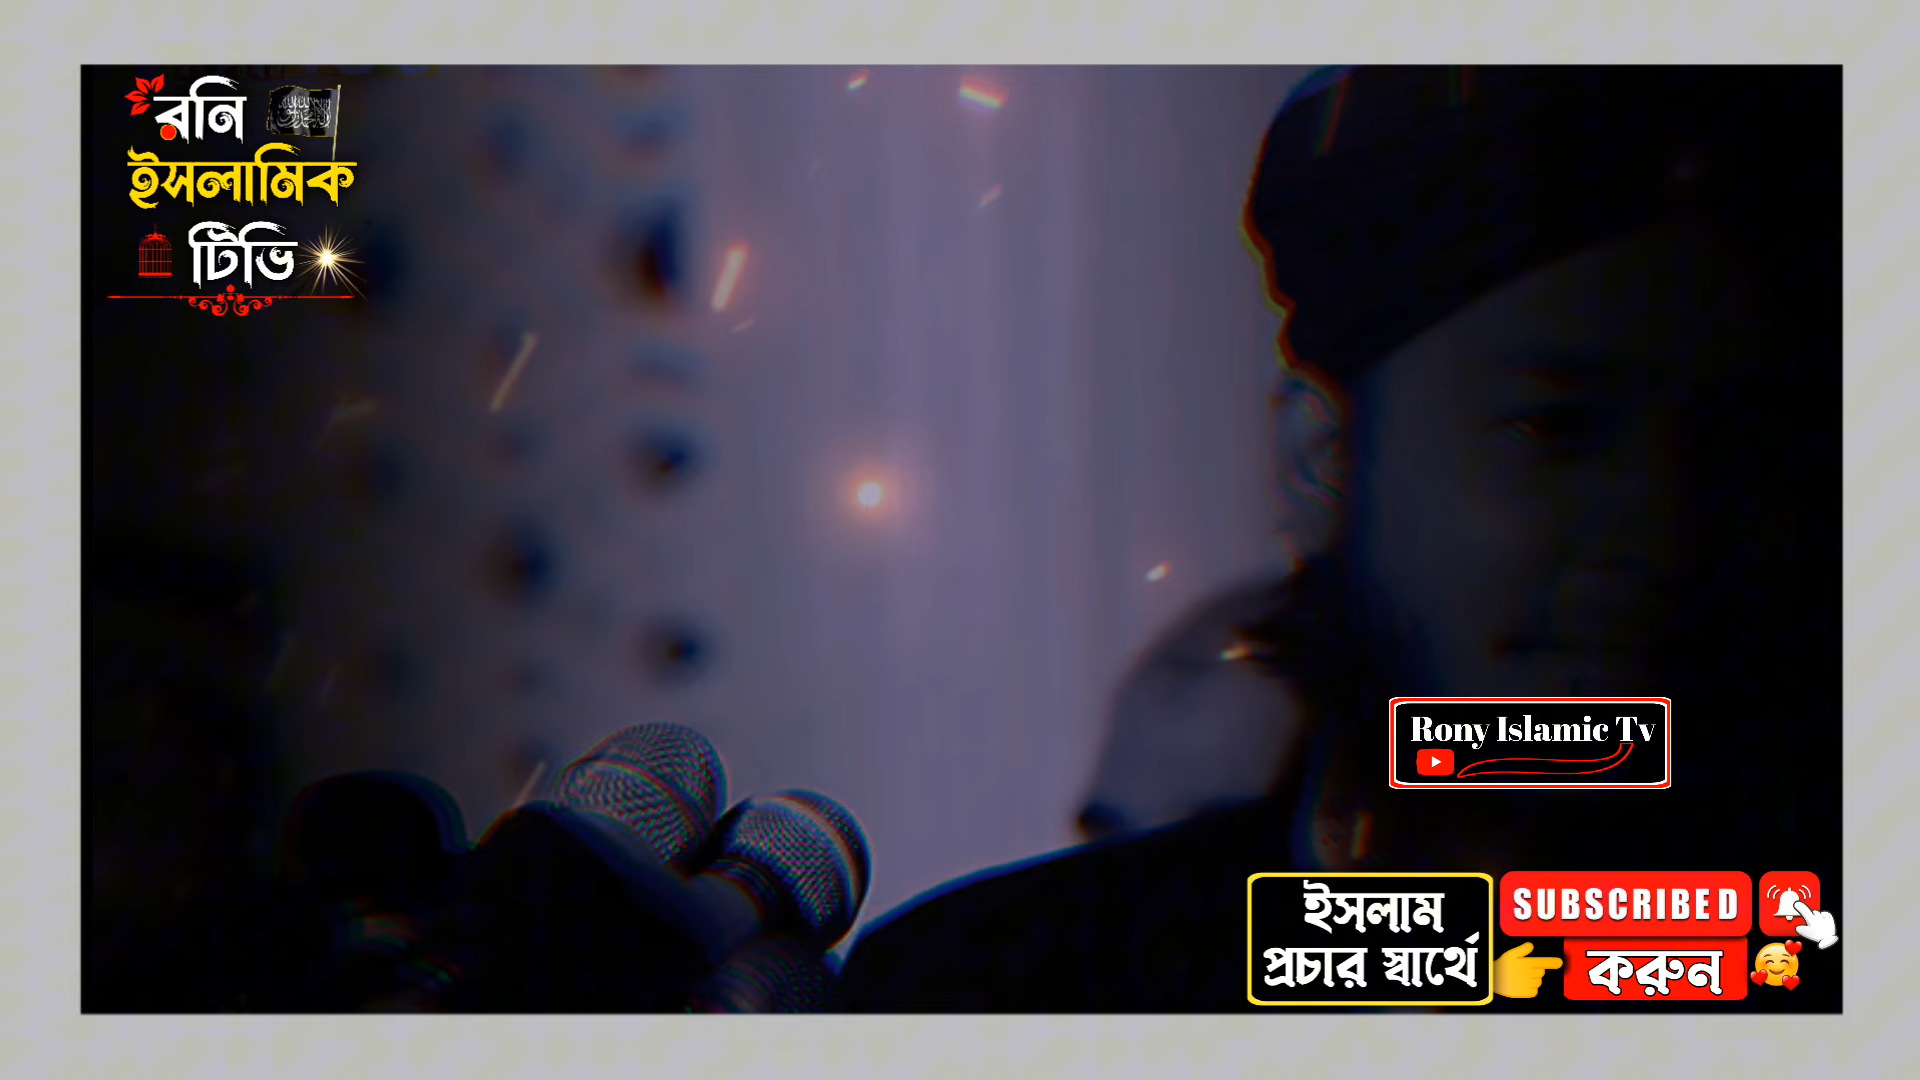 রনি
ইসলামিক
টিভি
Rony Islamic Tv
ইসলাম
প্রচার স্বার্থে
SUBSCRIBED
করুন